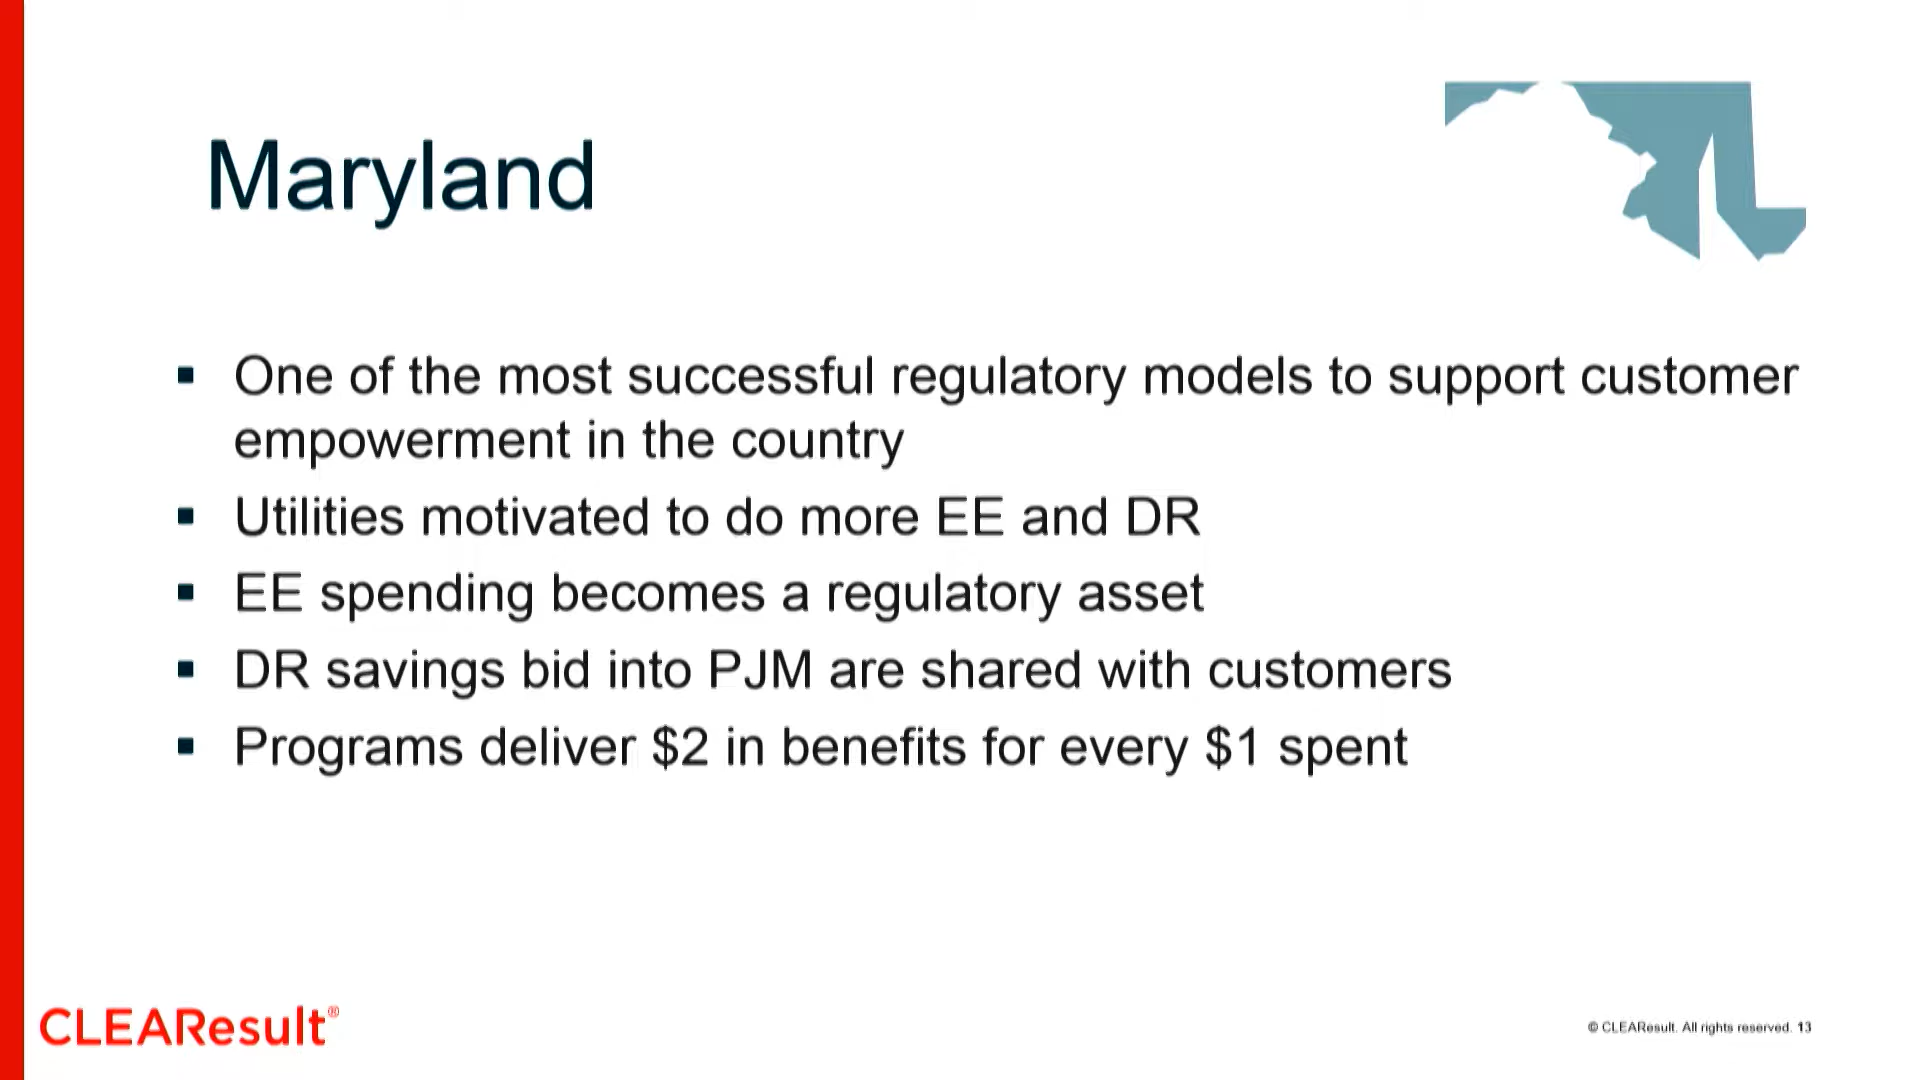 Maryland
▪ One of the most successful regulatory models to support customer
empowerment in the country
▪ Utilities motivated to do more EE and DR
▪ EE spending becomes a regulatory asset
▪ DR savings bid into PJM are shared with customers
▪ Programs deliver $2 in benefits for every $1 spent
CLEAResult®
© CLEAResult. All rights reserved. 13